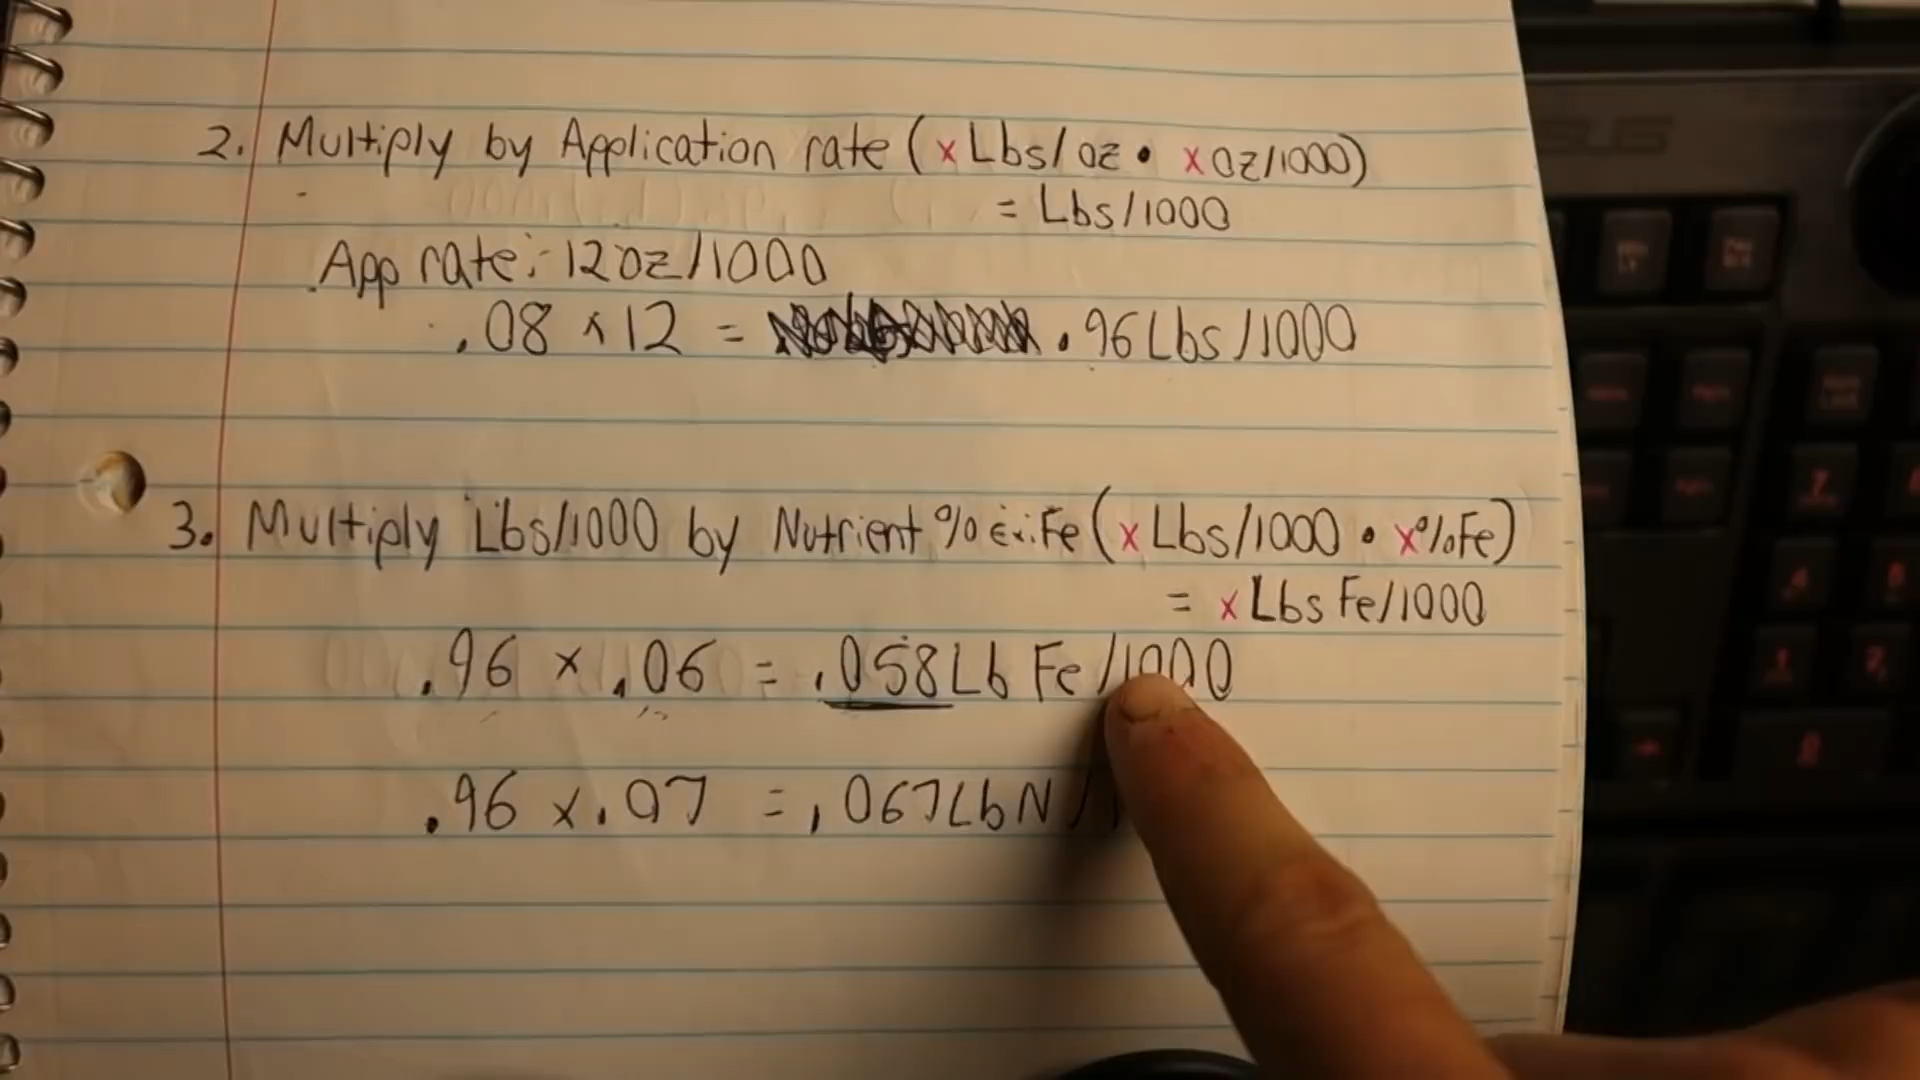 2. Multiply by Application rate (x Lbs/oz • x oz/1000)
= Lbs/1000
App rate: 12oz/1000
.08 x 12 = .96 Lbs/1000
3. Multiply Lbs/1000 by Nutrient % Ex: Fe (x Lbs/1000 • x%Fe)
= x Lbs Fe/1000
.96 x .06 = .058 Lb Fe/1000
.96 x .07 = .067 Lb N/